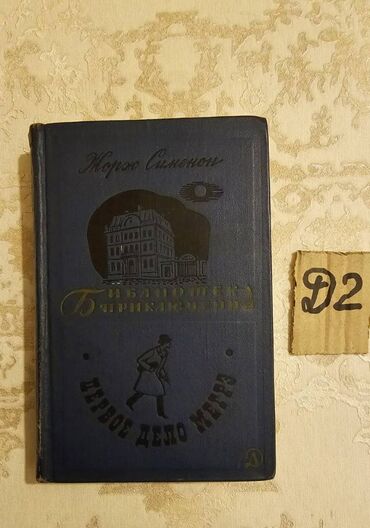 Жорж Сименон
БИБЛИОТЕКА
ПРИКЛЮЧЕНИЙ
• ПЕРВОЕ ДЕЛО МЕГРЭ •
Д
Д2